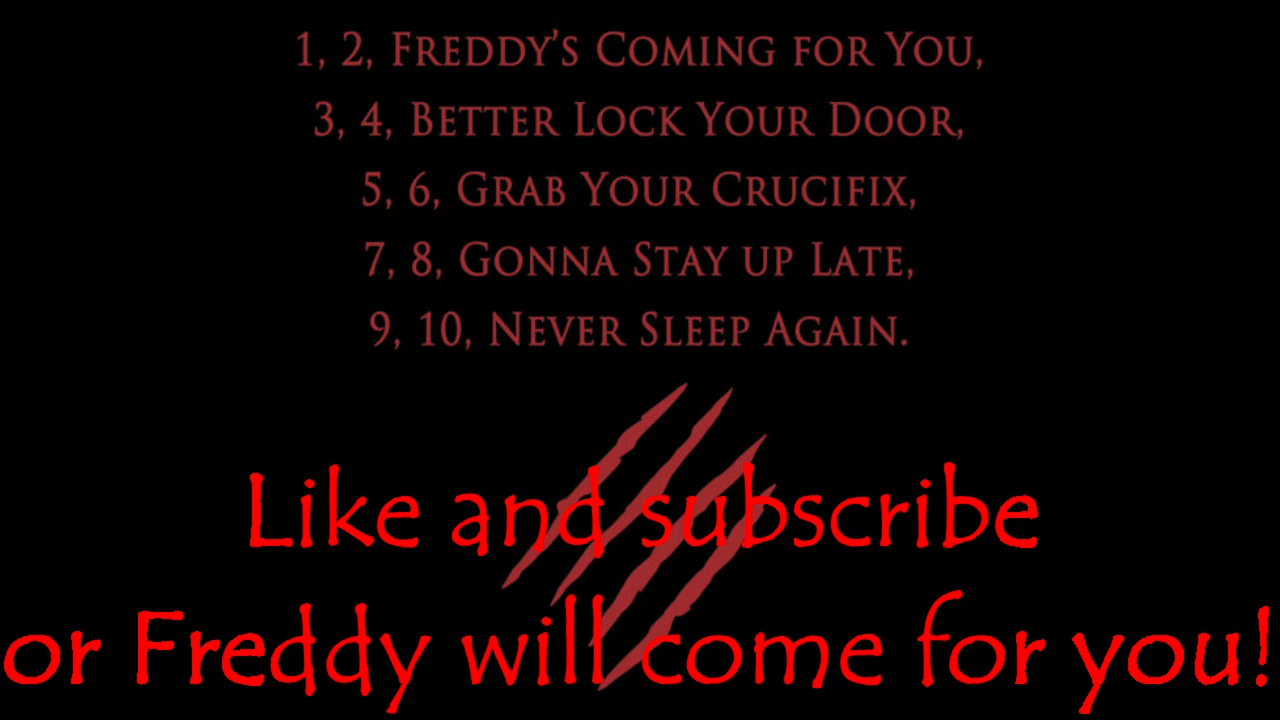 1, 2, Freddy's Coming for You,
3, 4, Better Lock Your Door,
5, 6, Grab Your Crucifix,
7, 8, Gonna Stay up Late,
9, 10, Never Sleep Again.
Like and subscribe
or Freddy will come for you!